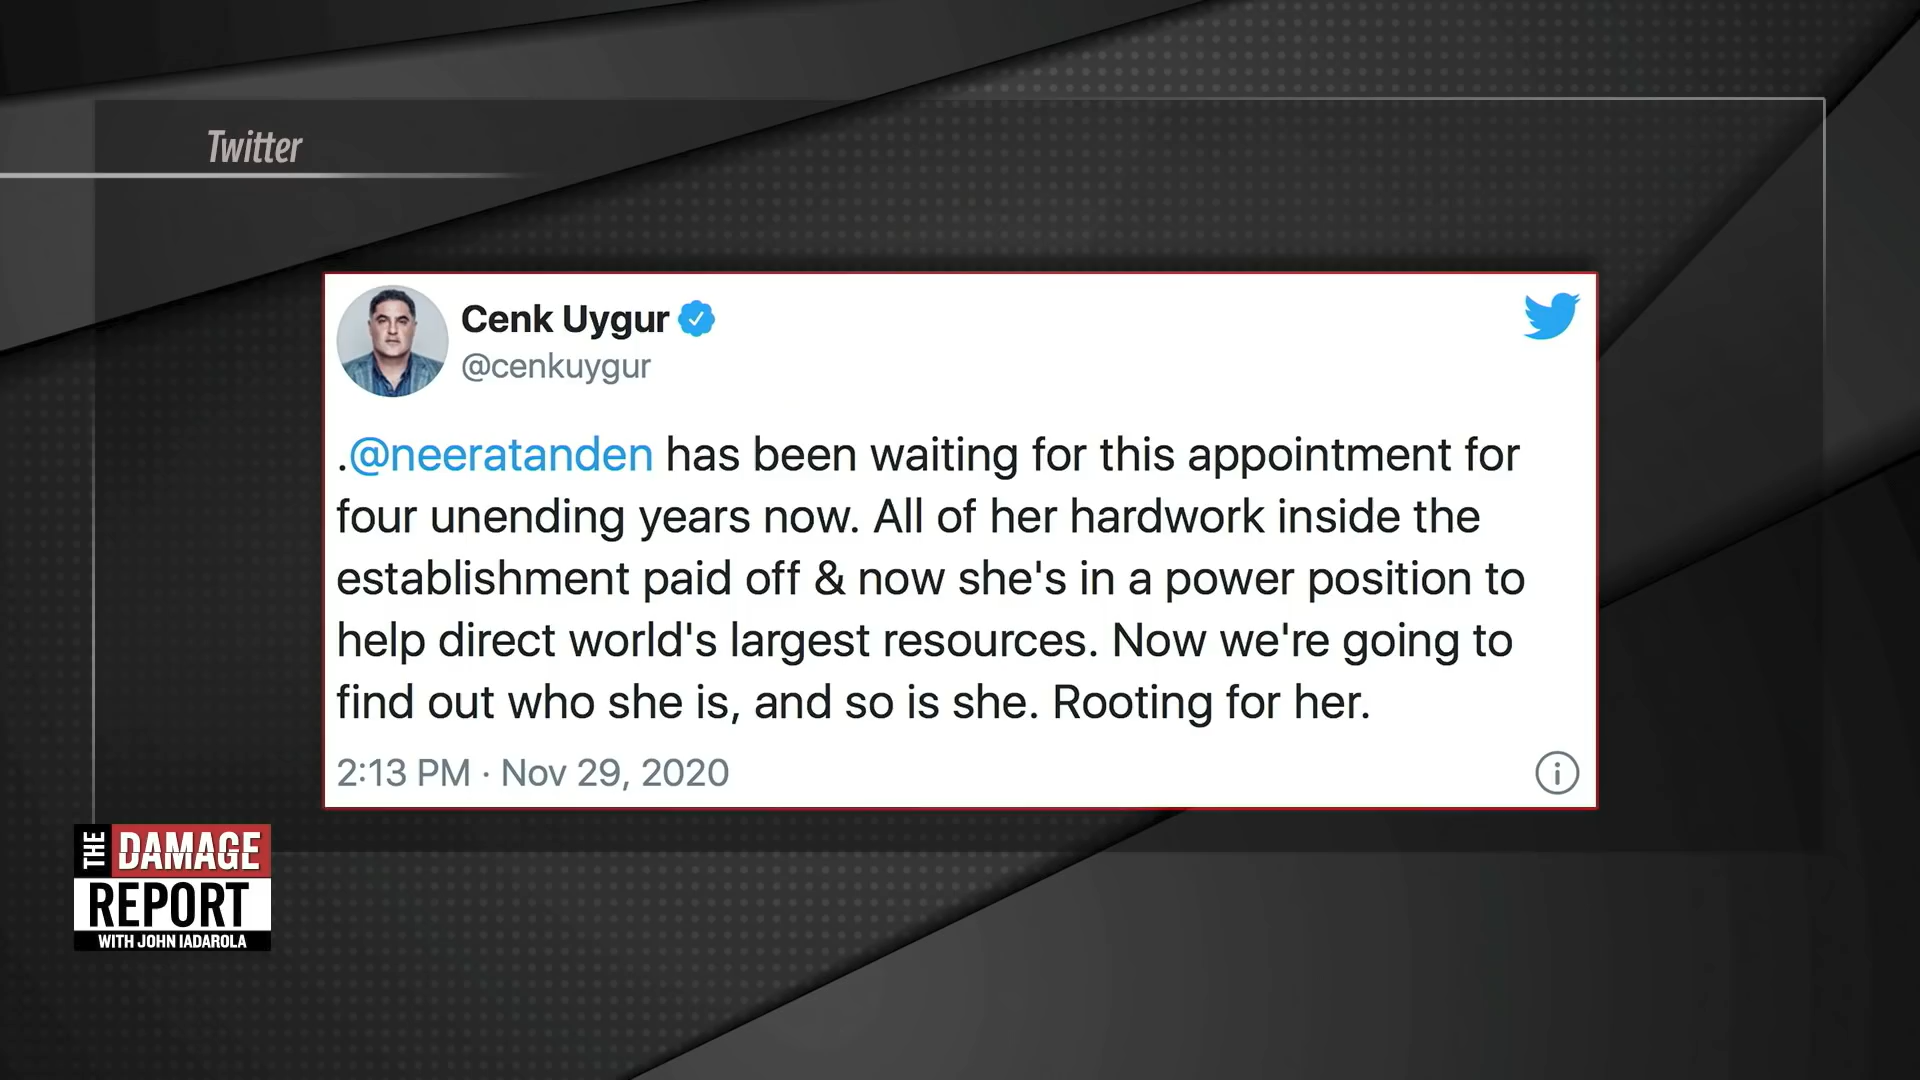 Twitter
Cenk Uygur
@cenkuygur
.@neeratanden has been waiting for this appointment for
four unending years now. All of her hardwork inside the
establishment paid off & now she's in a power position to
help direct world's largest resources. Now we're going to
find out who she is, and so is she. Rooting for her.
2:13 PM · Nov 29, 2020
THE DAMAGE
REPORT
WITH JOHN IADAROLA